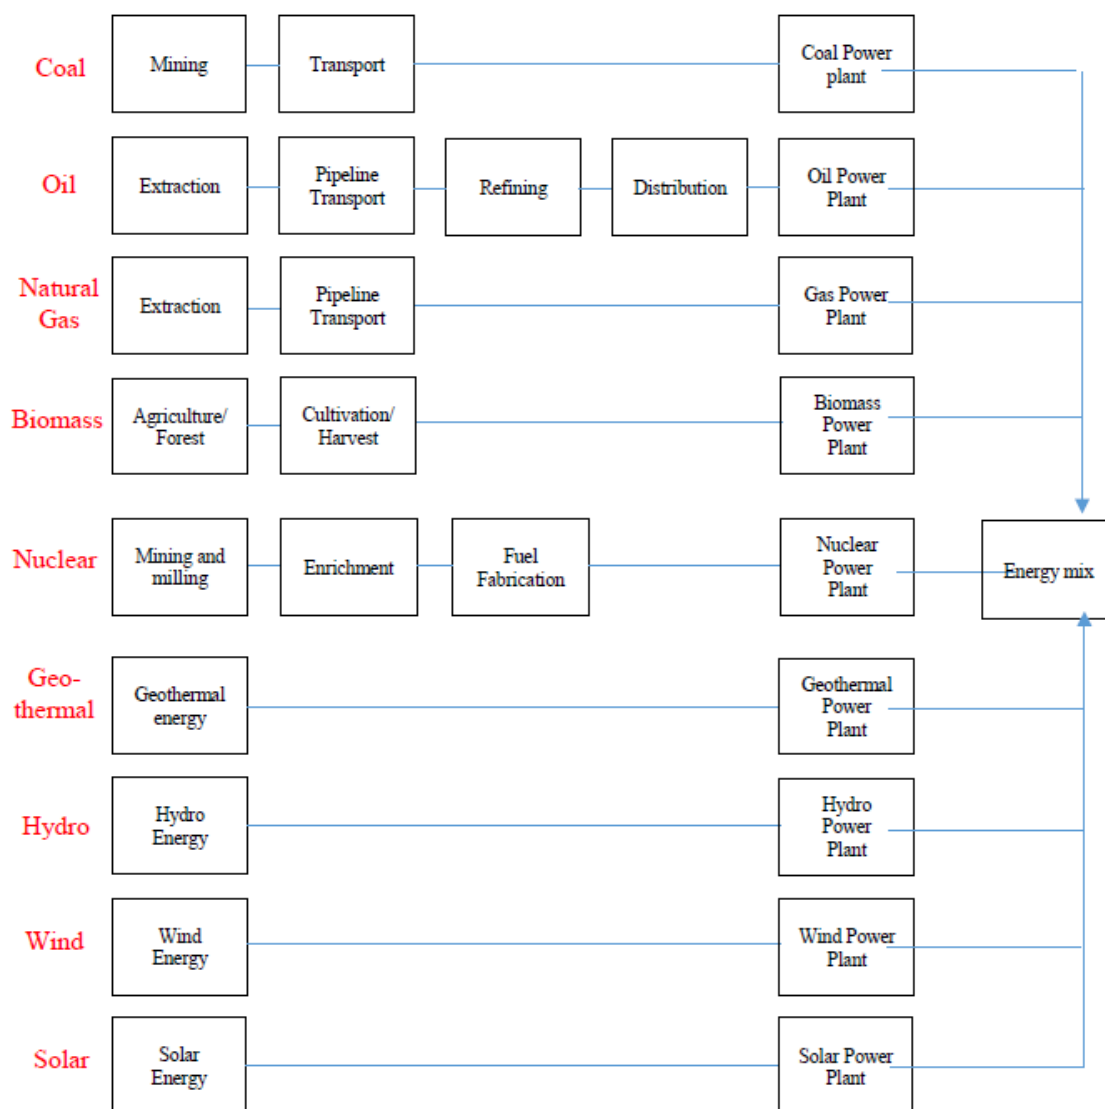 Coal
Mining
Transport
Coal Power
plant
Oil
Extraction
Pipeline
Transport
Refining
Distribution
Oil Power
Plant
Natural
Gas
Extraction
Pipeline
Transport
Gas Power
Plant
Biomass
Agriculture/
Forest
Cultivation/
Harvest
Biomass
Power
Plant
Nuclear
Mining and
milling
Enrichment
Fuel
Fabrication
Nuclear
Power
Plant
Energy mix
Geo-
thermal
Geothermal
energy
Geothermal
Power
Plant
Hydro
Hydro
Energy
Hydro
Power
Plant
Wind
Wind
Energy
Wind Power
Plant
Solar
Solar
Energy
Solar Power
Plant